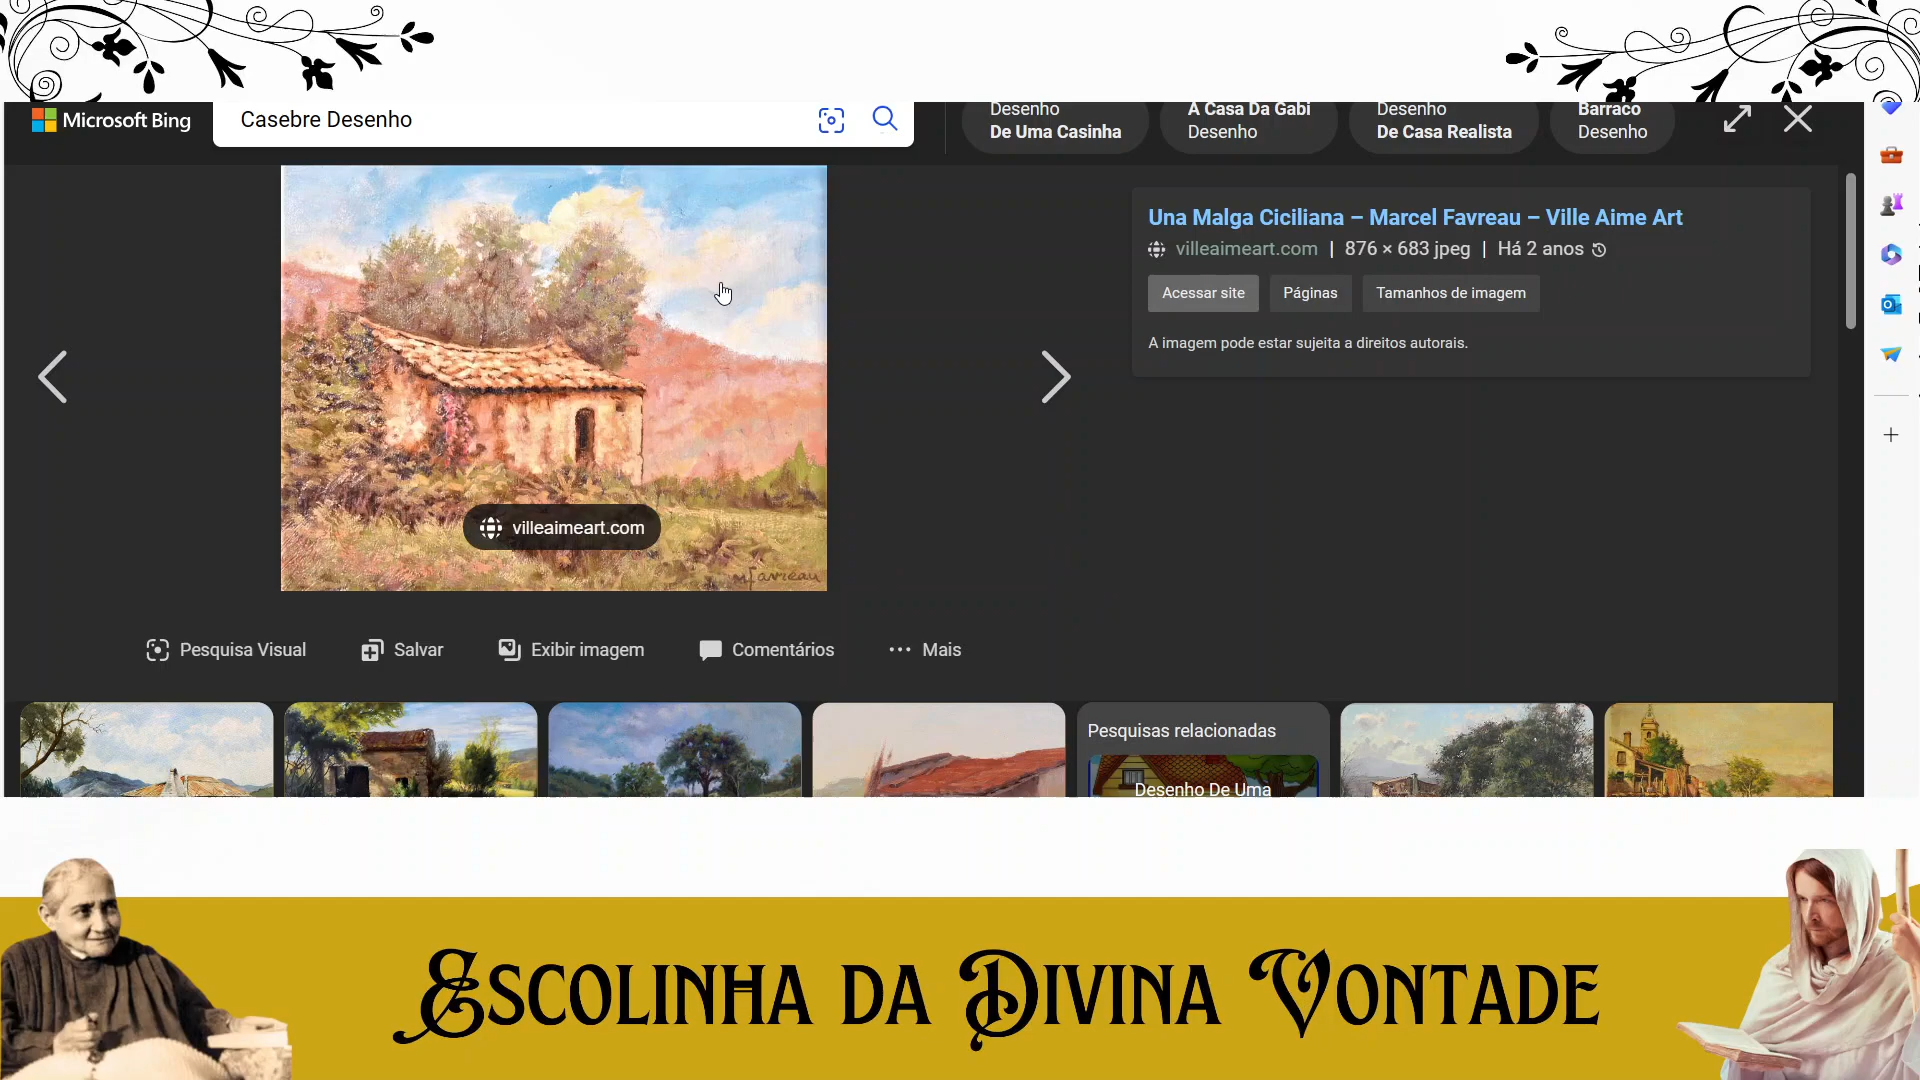 Microsoft Bing
Casebre Desenho
Desenho
De Uma Casinha
A Casa Da Gabi
Desenho
Desenho
De Casa Realista
Barraco
Desenho
Una Malga Ciciliana – Marcel Favreau – Ville Aime Art
villeaimeart.com | 876 × 683 jpeg | Há 2 anos
Acessar site
Páginas
Tamanhos de imagem
A imagem pode estar sujeita a direitos autorais.
villeaimeart.com
mFavreau
Pesquisa Visual
Salvar
Exibir imagem
Comentários
Mais
Pesquisas relacionadas
Desenho De Uma
Escolinha da Divina Vontade